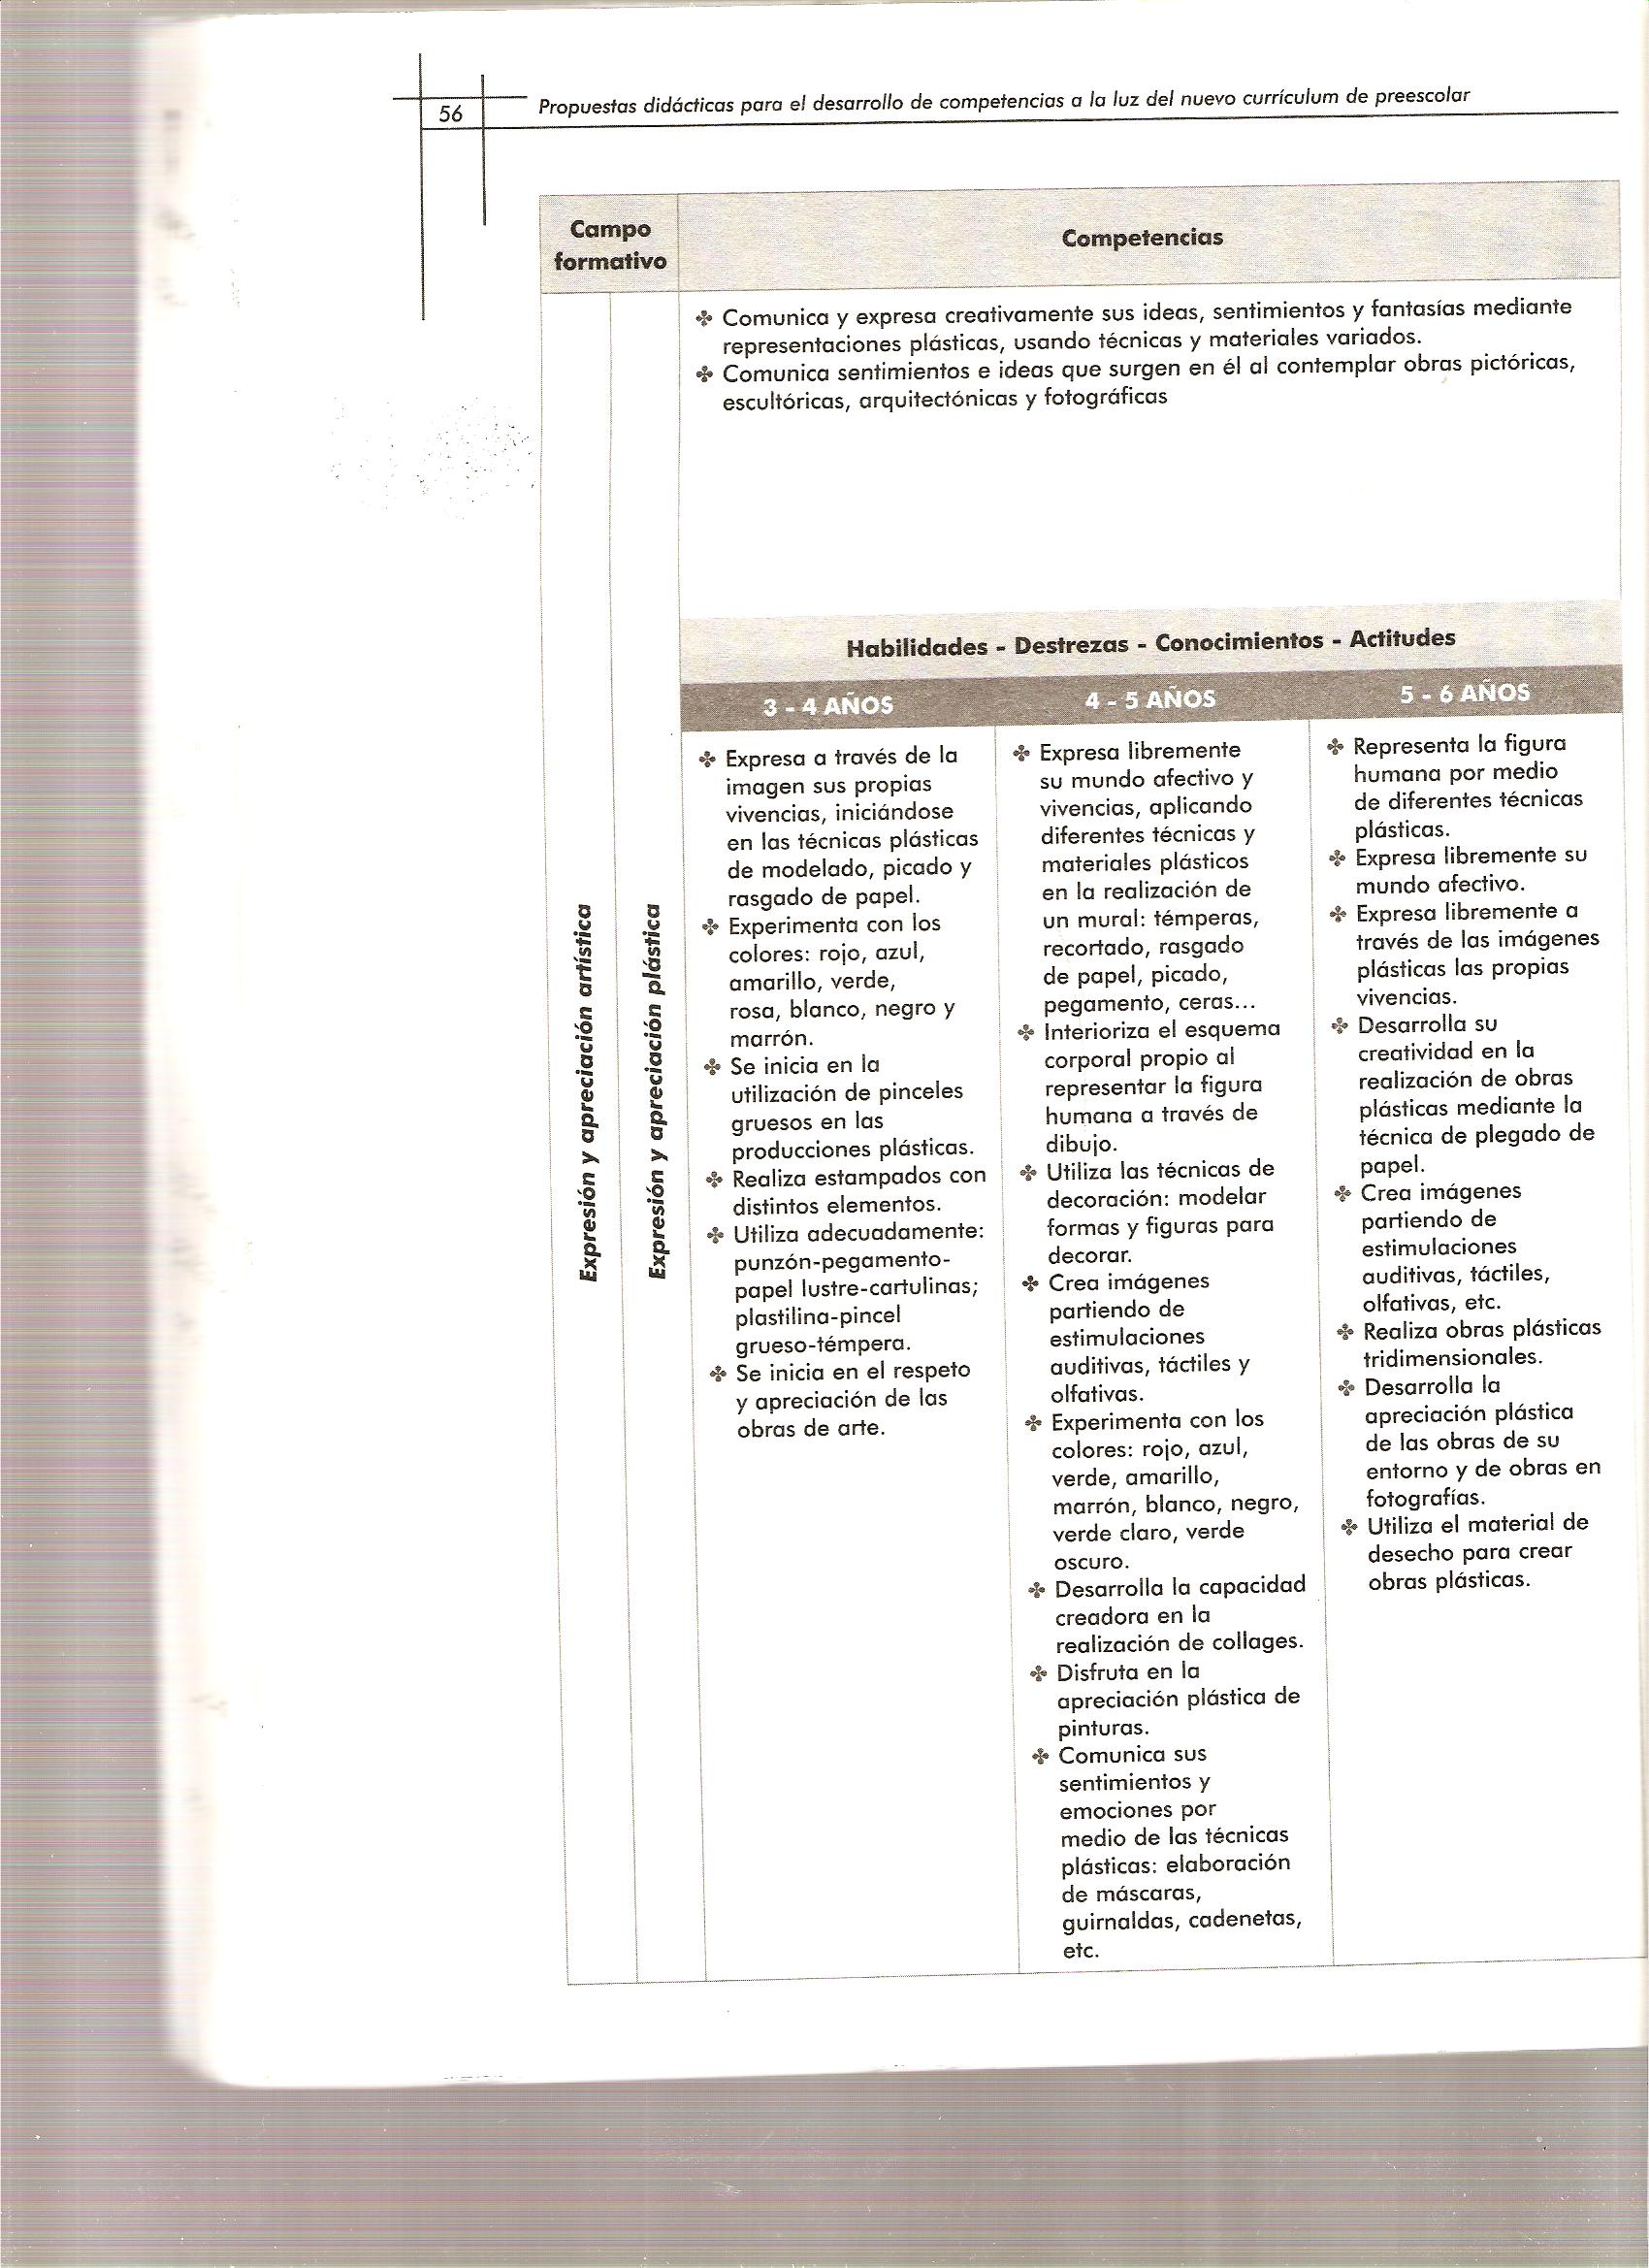 56
Propuestas didácticas para el desarrollo de competencias a la luz del nuevo currículum de preescolar
Campo
formativo
Competencias
Expresión y apreciación artística
Expresión y apreciación plástica
Comunica y expresa creativamente sus ideas, sentimientos y fantasías mediante
representaciones plásticas, usando técnicas y materiales variados.
Comunica sentimientos e ideas que surgen en él al contemplar obras pictóricas,
escultóricas, arquitectónicas y fotográficas
Habilidades - Destrezas - Conocimientos - Actitudes
3 - 4 AÑOS
Expresa a través de la
imagen sus propias
vivencias, iniciándose
en las técnicas plásticas
de modelado, picado y
rasgado de papel.
Experimenta con los
colores: rojo, azul,
amarillo, verde,
rosa, blanco, negro y
marrón.
Se inicia en la
utilización de pinceles
gruesos en las
producciones plásticas.
Realiza estampados con
distintos elementos.
Utiliza adecuadamente:
punzón-pegamento-
papel lustre-cartulinas;
plastilina-pincel
grueso-témpera.
Se inicia en el respeto
y apreciación de las
obras de arte.
4 - 5 AÑOS
Expresa libremente
su mundo afectivo y
vivencias, aplicando
diferentes técnicas y
materiales plásticos
en la realización de
un mural: témperas,
recortado, rasgado
de papel, picado,
pegamento, ceras...
Interioriza el esquema
corporal propio al
representar la figura
humana a través de
dibujo.
Utiliza las técnicas de
decoración: modelar
formas y figuras para
decorar.
Crea imágenes
partiendo de
estimulaciones
auditivas, táctiles y
olfativas.
Experimenta con los
colores: rojo, azul,
verde, amarillo,
marrón, blanco, negro,
verde claro, verde
oscuro.
Desarrolla la capacidad
creadora en la
realización de collages.
Disfruta en la
apreciación plástica de
pinturas.
Comunica sus
sentimientos y
emociones por
medio de las técnicas
plásticas: elaboración
de máscaras,
guirnaldas, cadenetas,
etc.
5 - 6 AÑOS
Representa la figura
humana por medio
de diferentes técnicas
plásticas.
Expresa libremente su
mundo afectivo.
Expresa libremente a
través de las imágenes
plásticas las propias
vivencias.
Desarrolla su
creatividad en la
realización de obras
plásticas mediante la
técnica de plegado de
papel.
Crea imágenes
partiendo de
estimulaciones
auditivas, táctiles,
olfativas, etc.
Realiza obras plásticas
tridimensionales.
Desarrolla la
apreciación plástica
de las obras de su
entorno y de obras en
fotografías.
Utiliza el material de
desecho para crear
obras plásticas.